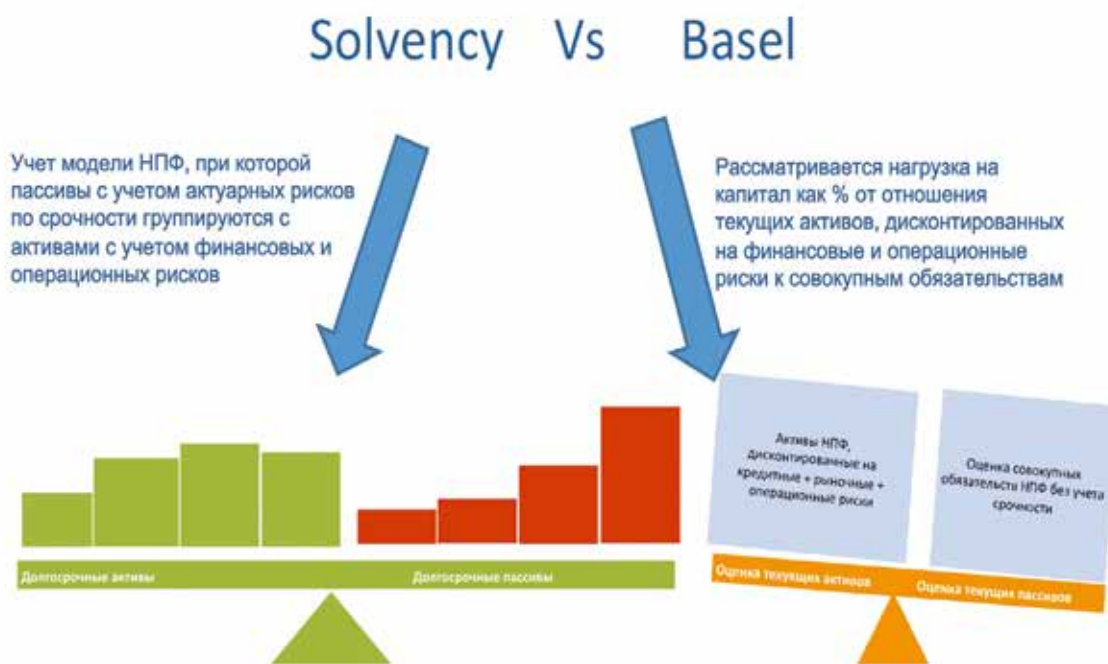 Solvency Vs Basel
Учет модели НПФ, при которой
пассивы с учетом актуарных рисков
по срочности группируются с
активами с учетом финансовых и
операционных рисков
Рассматривается нагрузка на
капитал как % от отношения
текущих активов, дисконтированных
на финансовые и операционные
риски к совокупным обязательствам
Долгосрочные активы
Долгосрочные пассивы
Активы НПФ,
дисконтированные на
кредитные + рыночные +
операционные риски
Оценка совокупных
обязательств НПФ без учета
срочности
Оценка текущих активов
Оценка текущих пассивов